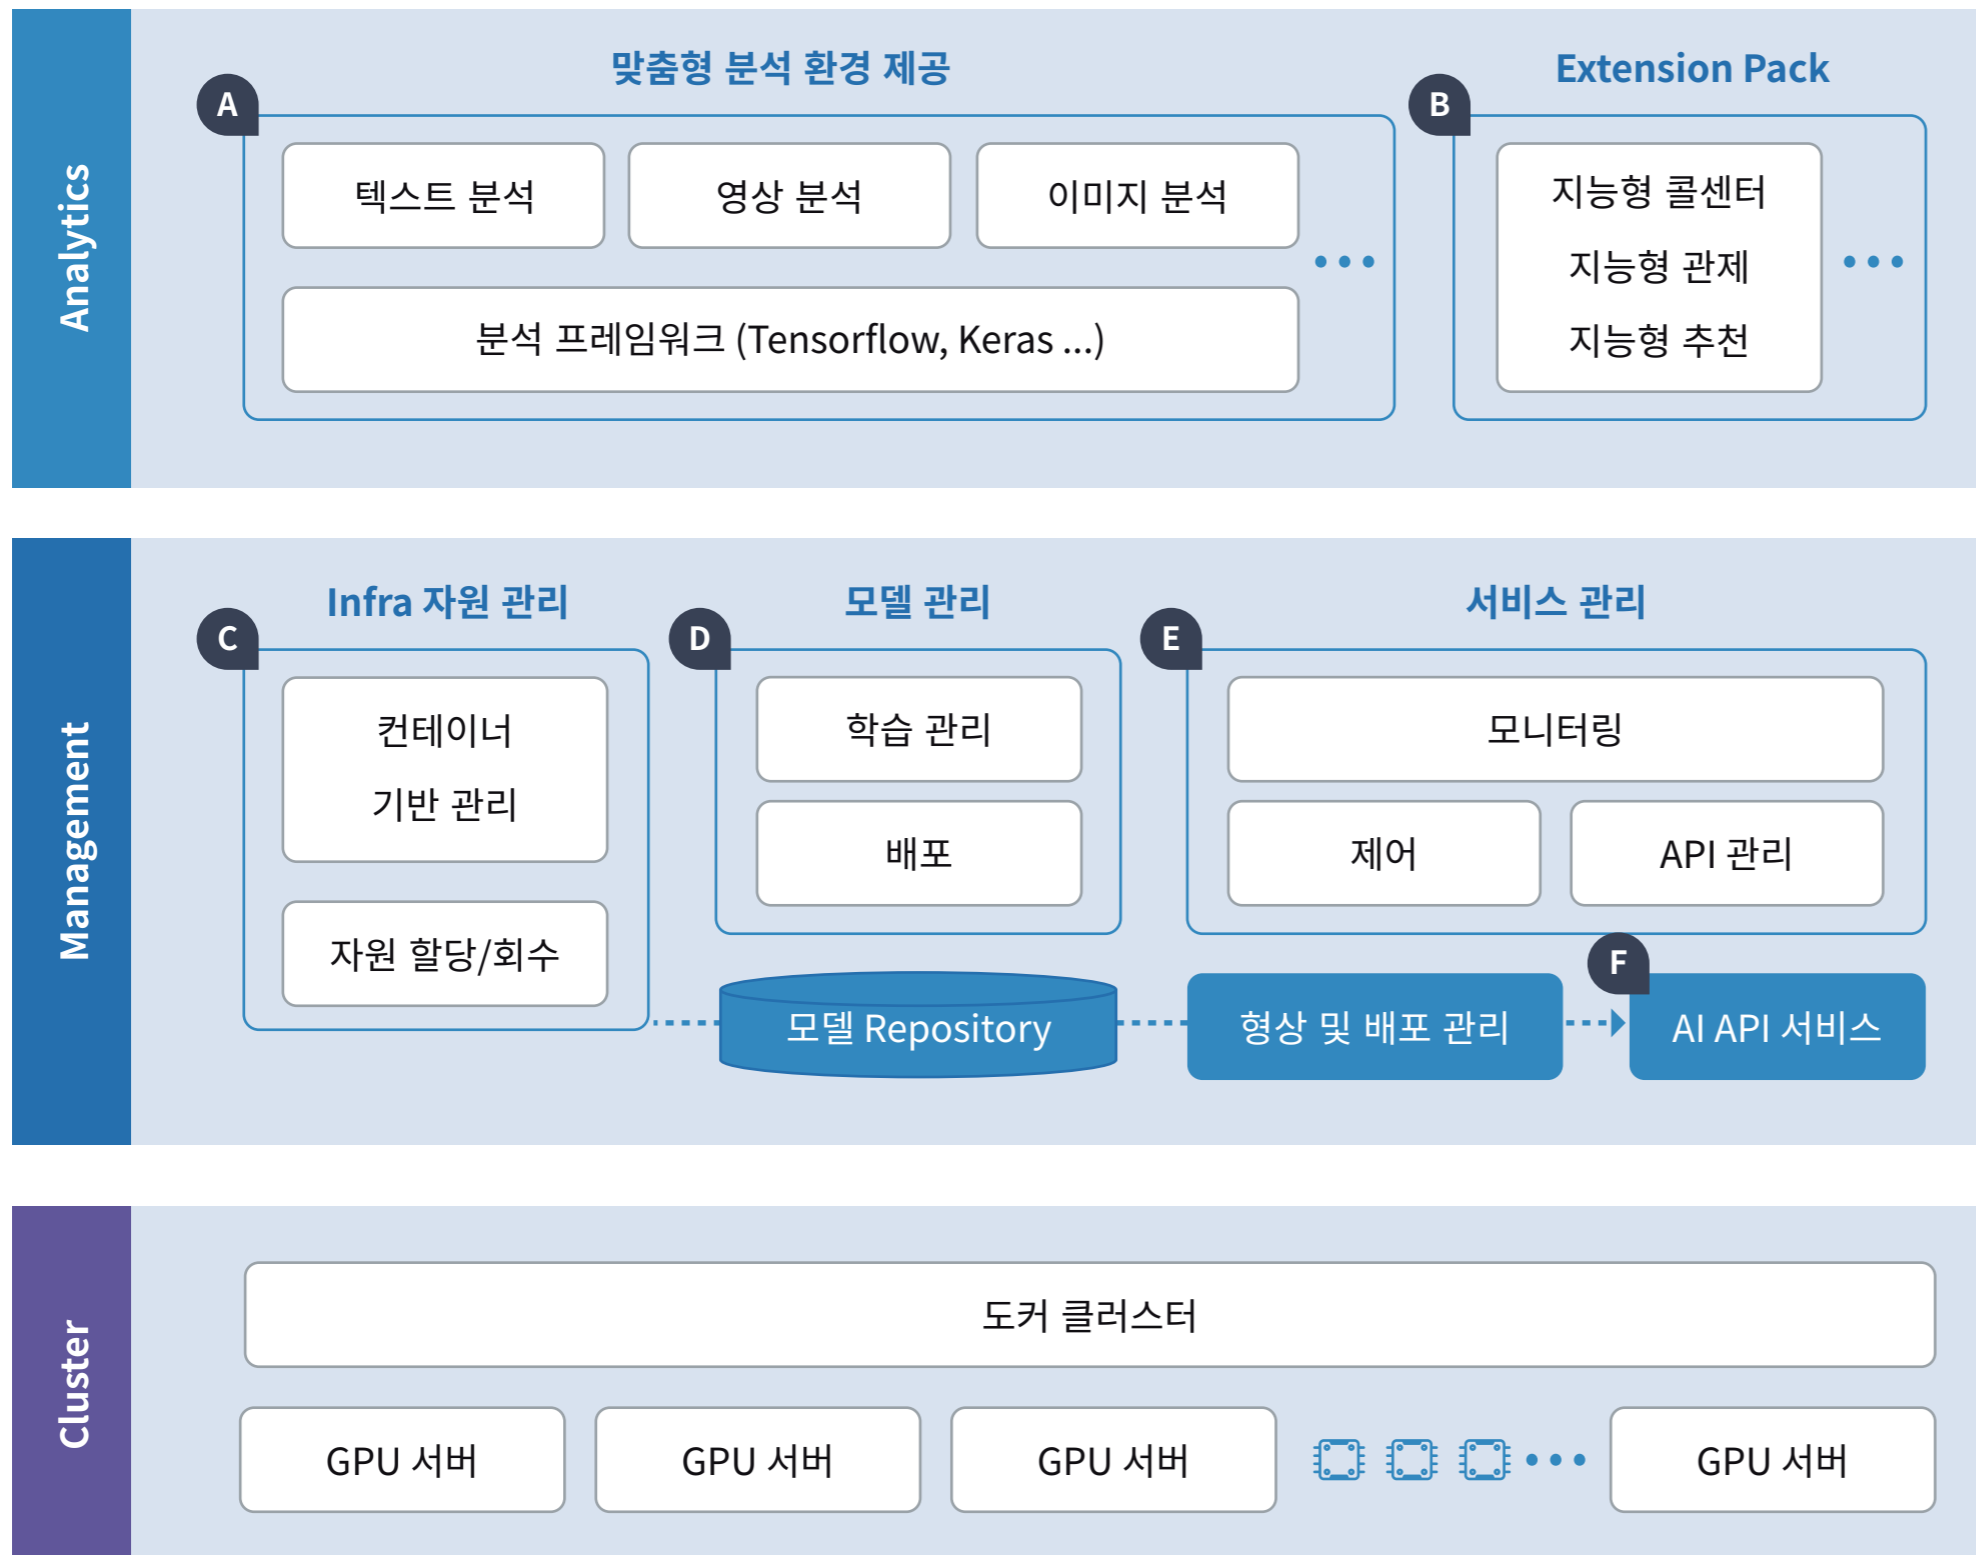 Analytics
맞춤형 분석 환경 제공
A
텍스트 분석
영상 분석
이미지 분석
분석 프레임워크 (Tensorflow, Keras ...)
Extension Pack
B
지능형 콜센터
지능형 관제
지능형 추천
Management
Infra 자원 관리
C
컨테이너
기반 관리
자원 할당/회수
모델 관리
D
학습 관리
배포
서비스 관리
E
모니터링
제어
API 관리
모델 Repository
형상 및 배포 관리
F
AI API 서비스
Cluster
도커 클러스터
GPU 서버
GPU 서버
GPU 서버
GPU 서버